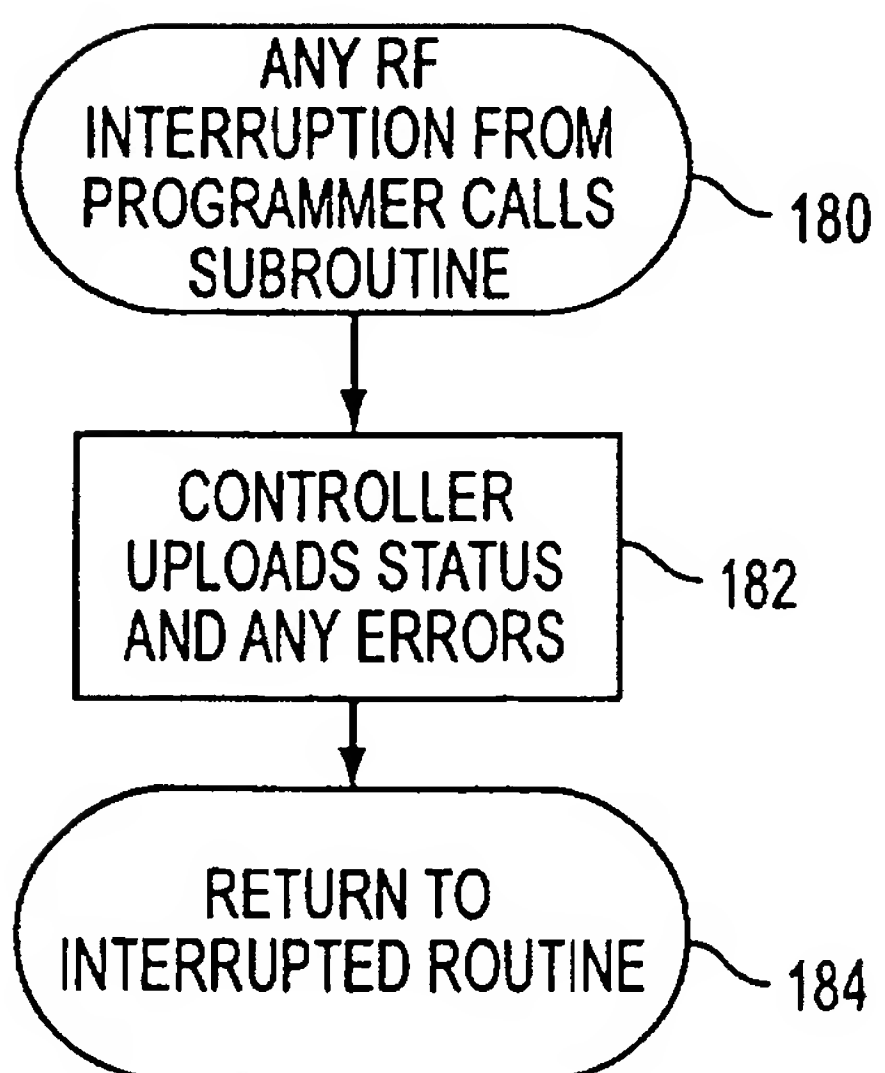 ANY RF
INTERRUPTION FROM
PROGRAMMER CALLS
SUBROUTINE
180
CONTROLLER
UPLOADS STATUS
AND ANY ERRORS
182
RETURN TO
INTERRUPTED ROUTINE
184